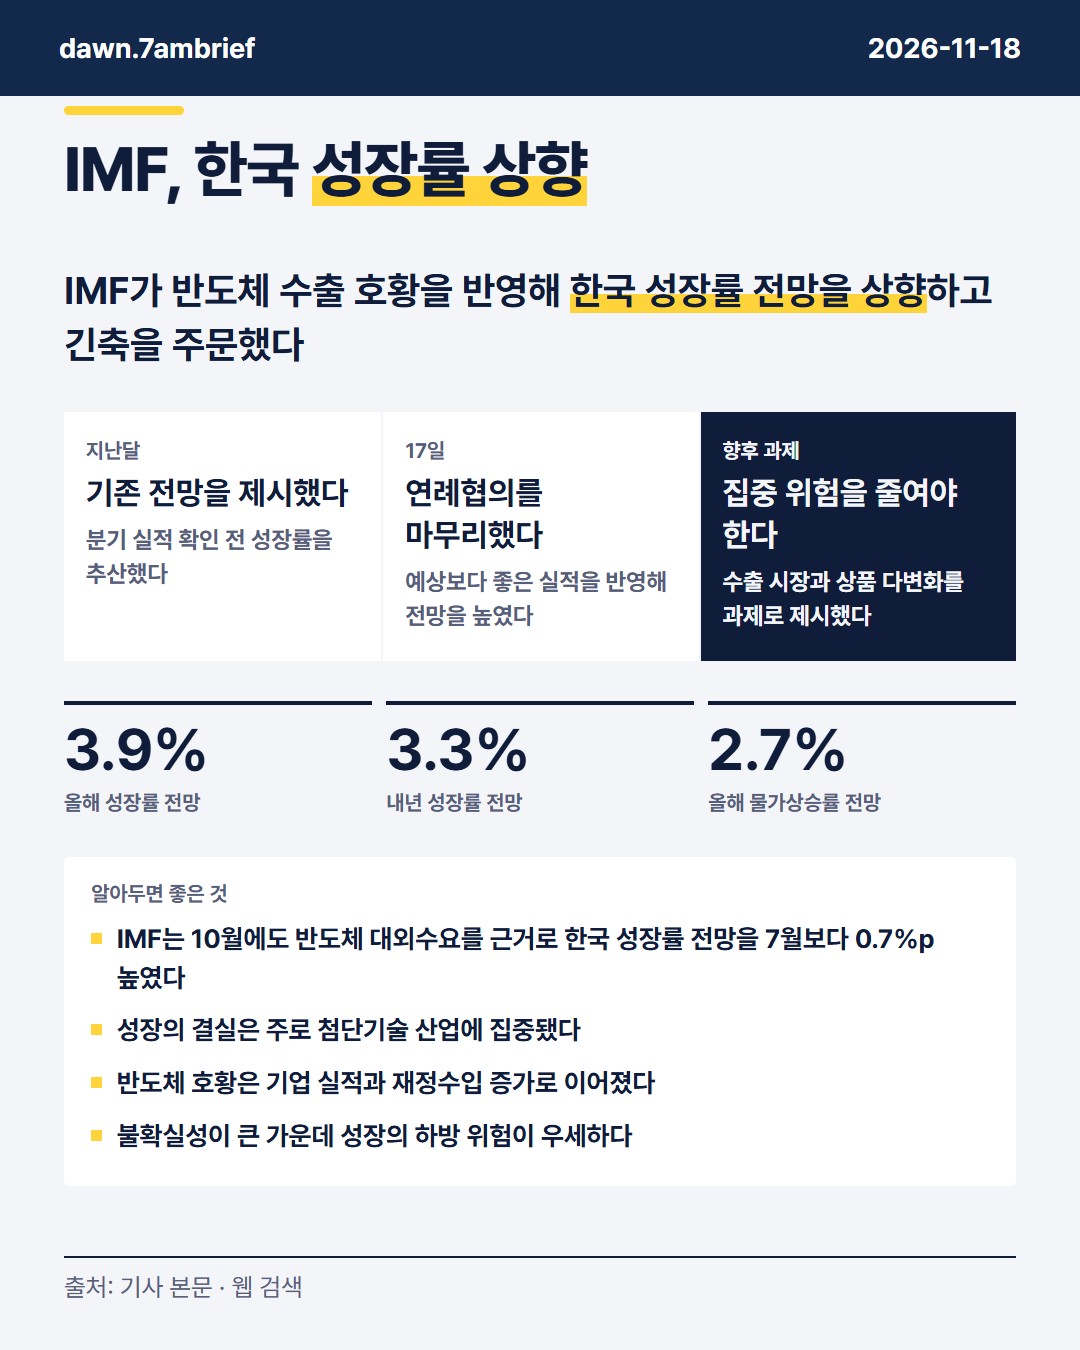 dawn.7ambrief
2026-11-18
IMF, 한국 성장률 상향
IMF가 반도체 수출 호황을 반영해 한국 성장률 전망을 상향하고
긴축을 주문했다
지난달
기존 전망을 제시했다
분기 실적 확인 전 성장률을
추산했다
17일
연례협의를
마무리했다
예상보다 좋은 실적을 반영해
전망을 높였다
향후 과제
집중 위험을 줄여야
한다
수출 시장과 상품 다변화를
과제로 제시했다
3.9%
올해 성장률 전망
3.3%
내년 성장률 전망
2.7%
올해 물가상승률 전망
알아두면 좋은 것
IMF는 10월에도 반도체 대외수요를 근거로 한국 성장률 전망을 7월보다 0.7%p
높였다
성장의 결실은 주로 첨단기술 산업에 집중됐다
반도체 호황은 기업 실적과 재정수입 증가로 이어졌다
불확실성이 큰 가운데 성장의 하방 위험이 우세하다
출처: 기사 본문 · 웹 검색